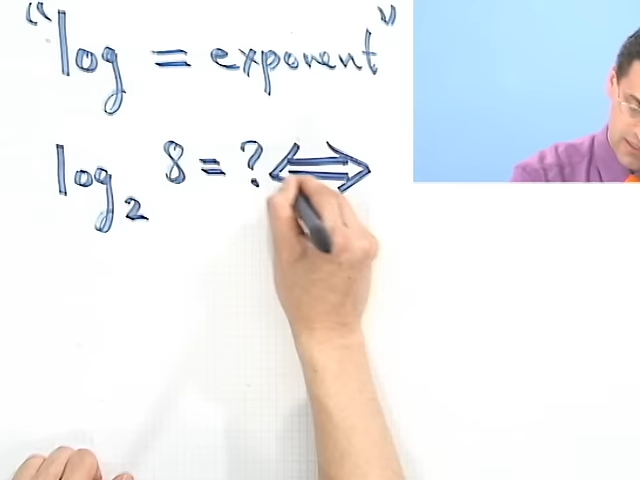 "log = exponent"
log₂ 8 = ? ⟺